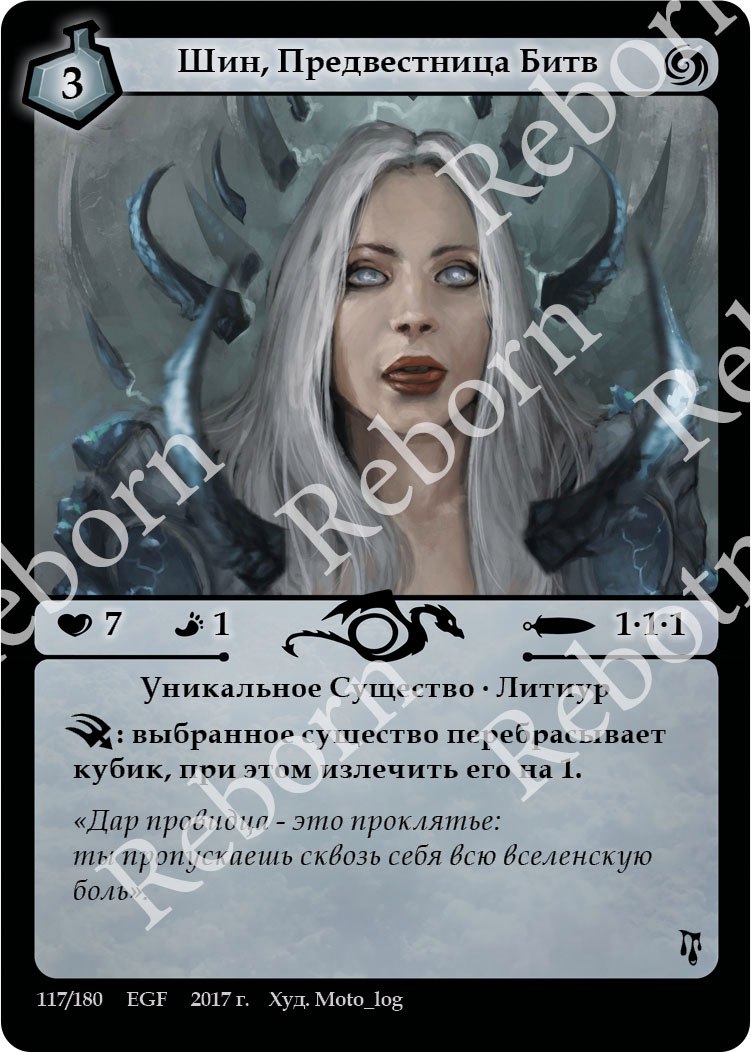 3
Шин, Предвестница Битв
7 1 1·1·1
Уникальное Существо · Литиур
: выбранное существо перебрасывает
кубик, при этом излечить его на 1.
«Дар провидца - это проклятье:
ты пропускаешь сквозь себя всю вселенскую
боль».
117/180 EGF 2017 г. Худ. Moto_log
Reborn
Reborn
Reborn
Reborn
Reborn
Reborn